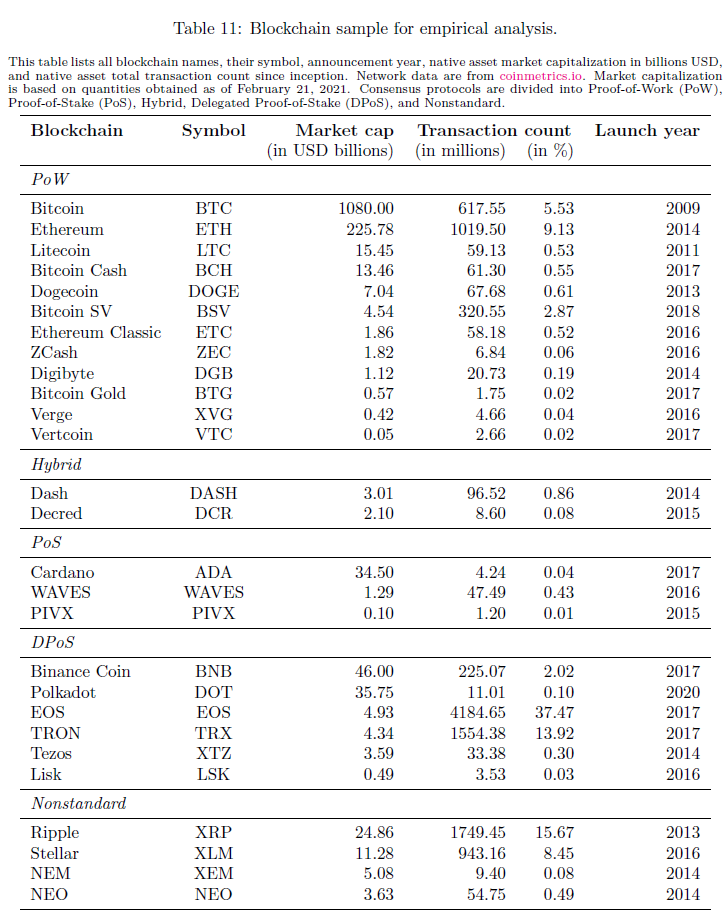 Table 11: Blockchain sample for empirical analysis.
This table lists all blockchain names, their symbol, announcement year, native asset market capitalization in billions USD,
and native asset total transaction count since inception. Network data are from coinmetrics.io. Market capitalization
is based on quantities obtained as of February 21, 2021. Consensus protocols are divided into Proof-of-Work (PoW),
Proof-of-Stake (PoS), Hybrid, Delegated Proof-of-Stake (DPoS), and Nonstandard.
Blockchain Symbol Market cap Transaction count Launch year
(in USD billions) (in millions) (in %)
PoW
Bitcoin BTC 1080.00 617.55 5.53 2009
Ethereum ETH 225.78 1019.50 9.13 2014
Litecoin LTC 15.45 59.13 0.53 2011
Bitcoin Cash BCH 13.46 61.30 0.55 2017
Dogecoin DOGE 7.04 67.68 0.61 2013
Bitcoin SV BSV 4.54 320.55 2.87 2018
Ethereum Classic ETC 1.86 58.18 0.52 2016
ZCash ZEC 1.82 6.84 0.06 2016
Digibyte DGB 1.12 20.73 0.19 2014
Bitcoin Gold BTG 0.57 1.75 0.02 2017
Verge XVG 0.42 4.66 0.04 2016
Vertcoin VTC 0.05 2.66 0.02 2017
Hybrid
Dash DASH 3.01 96.52 0.86 2014
Decred DCR 2.10 8.60 0.08 2015
PoS
Cardano ADA 34.50 4.24 0.04 2017
WAVES WAVES 1.29 47.49 0.43 2016
PIVX PIVX 0.10 1.20 0.01 2015
DPoS
Binance Coin BNB 46.00 225.07 2.02 2017
Polkadot DOT 35.75 11.01 0.10 2020
EOS EOS 4.93 4184.65 37.47 2017
TRON TRX 4.34 1554.38 13.92 2017
Tezos XTZ 3.59 33.38 0.30 2014
Lisk LSK 0.49 3.53 0.03 2016
Nonstandard
Ripple XRP 24.86 1749.45 15.67 2013
Stellar XLM 11.28 943.16 8.45 2016
NEM XEM 5.08 9.40 0.08 2014
NEO NEO 3.63 54.75 0.49 2014